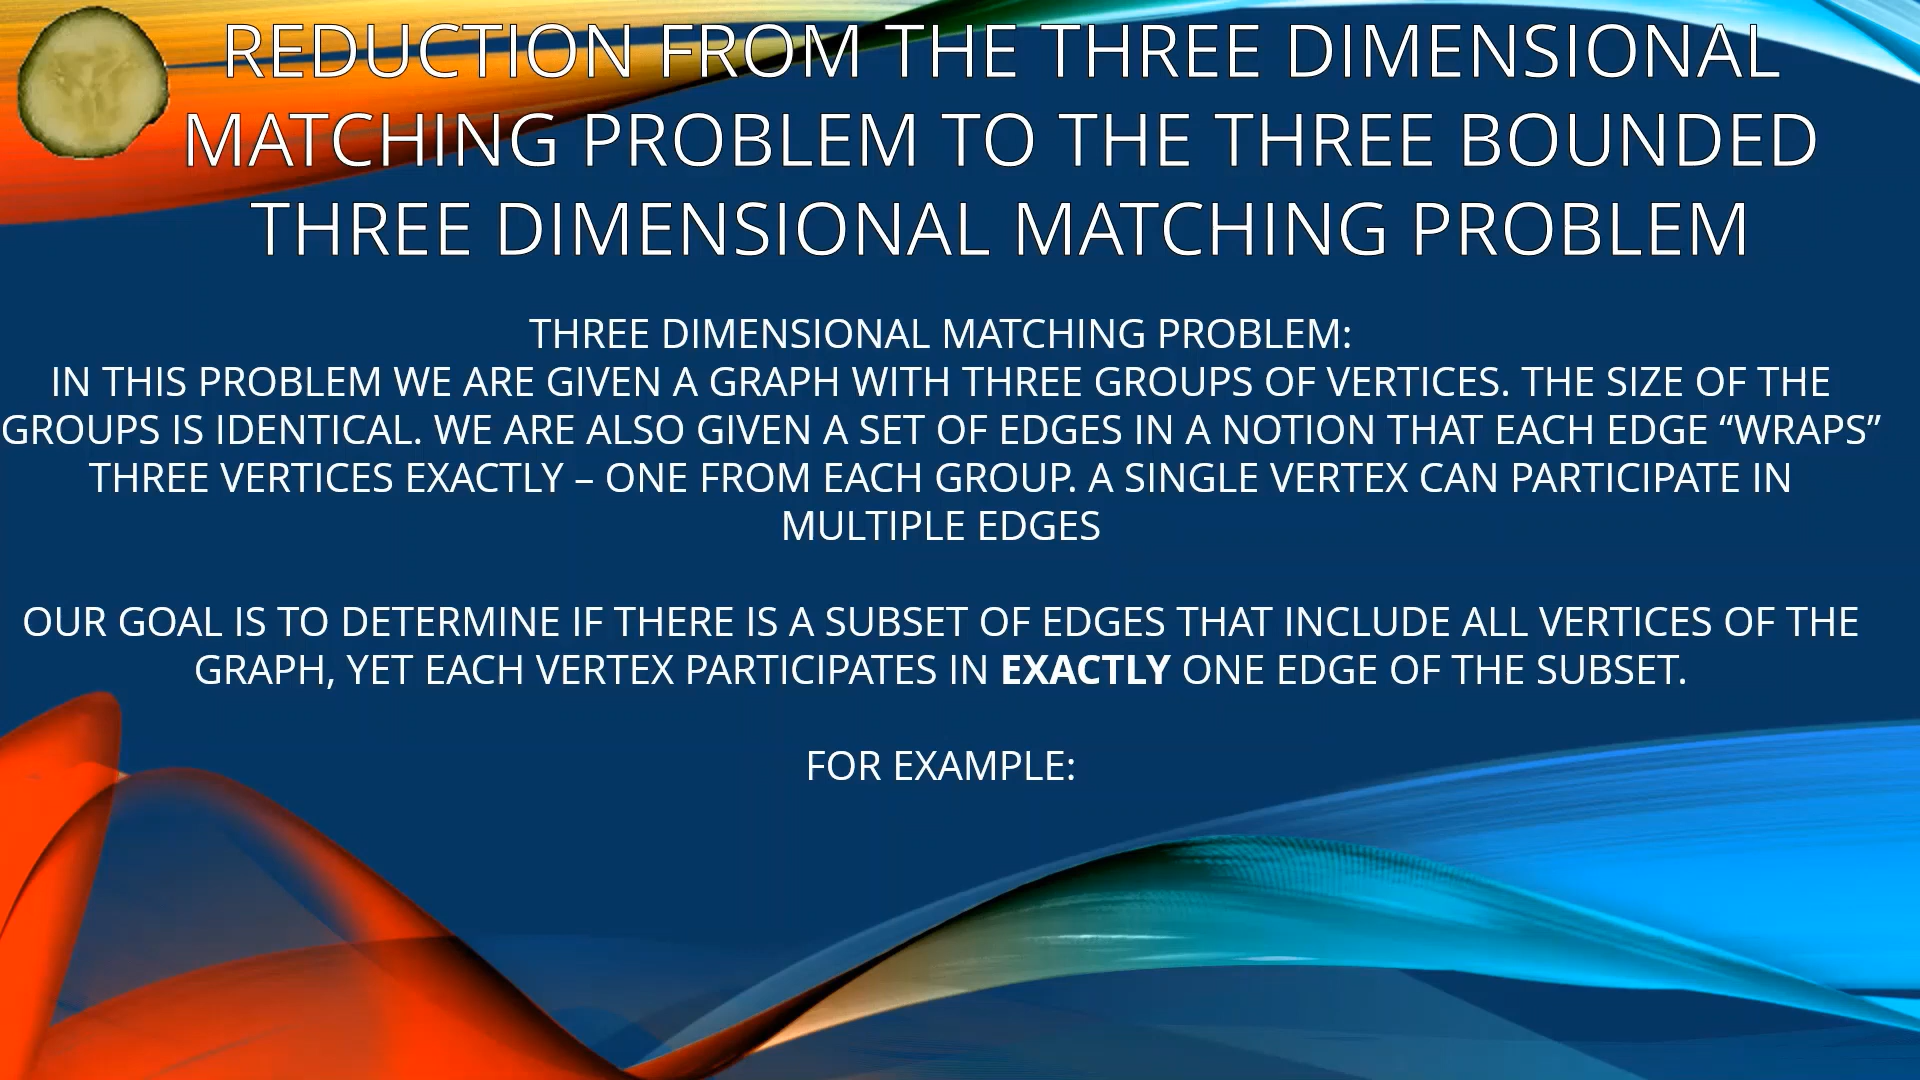 REDUCTION FROM THE THREE DIMENSIONAL
MATCHING PROBLEM TO THE THREE BOUNDED
THREE DIMENSIONAL MATCHING PROBLEM
THREE DIMENSIONAL MATCHING PROBLEM:
IN THIS PROBLEM WE ARE GIVEN A GRAPH WITH THREE GROUPS OF VERTICES. THE SIZE OF THE
GROUPS IS IDENTICAL. WE ARE ALSO GIVEN A SET OF EDGES IN A NOTION THAT EACH EDGE “WRAPS”
THREE VERTICES EXACTLY – ONE FROM EACH GROUP. A SINGLE VERTEX CAN PARTICIPATE IN
MULTIPLE EDGES
OUR GOAL IS TO DETERMINE IF THERE IS A SUBSET OF EDGES THAT INCLUDE ALL VERTICES OF THE
GRAPH, YET EACH VERTEX PARTICIPATES IN EXACTLY ONE EDGE OF THE SUBSET.
FOR EXAMPLE: